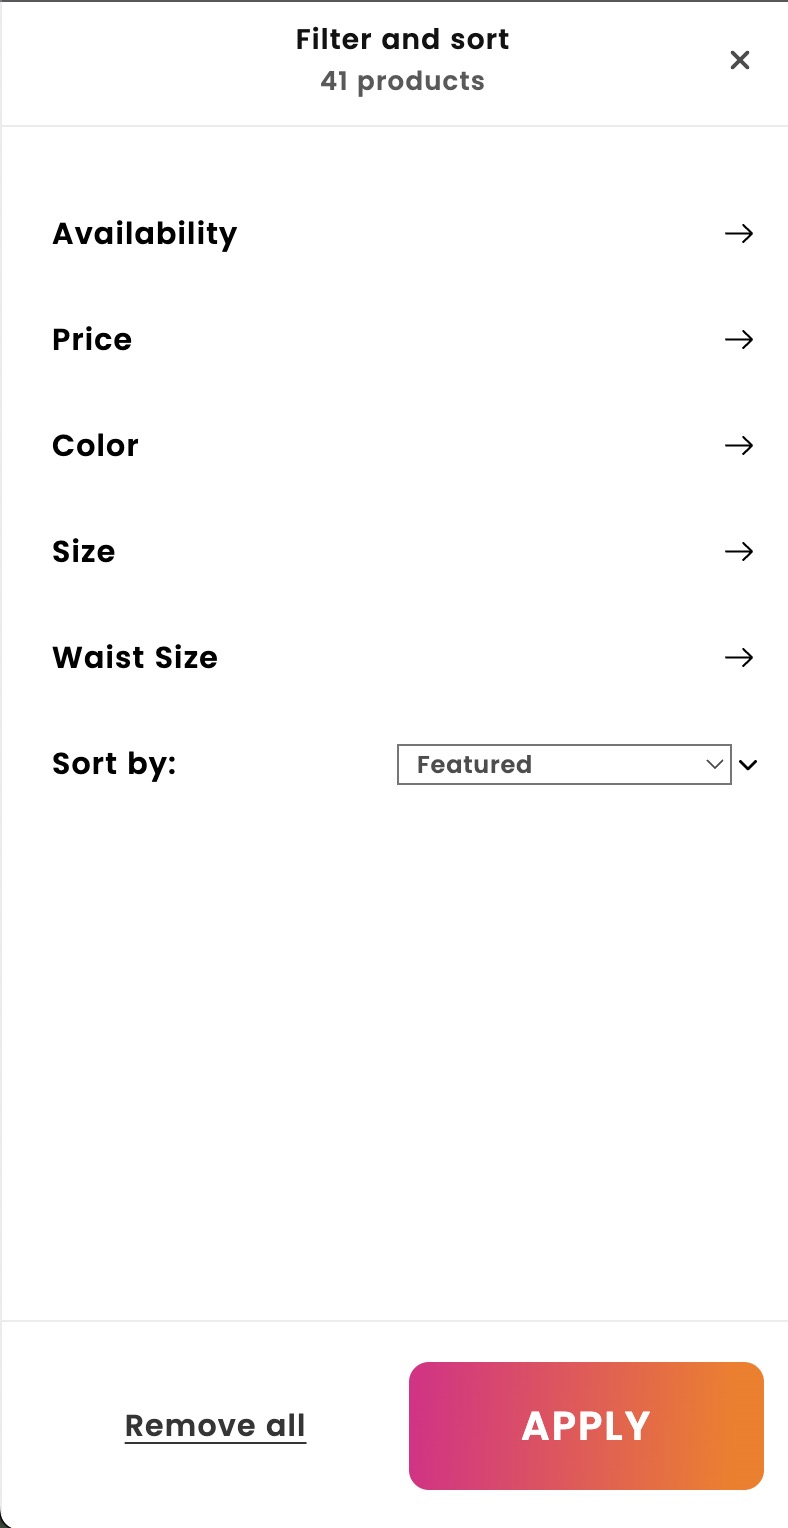 Filter and sort
41 products
Availability
Price
Color
Size
Waist Size
Sort by:
Featured
Remove all
APPLY